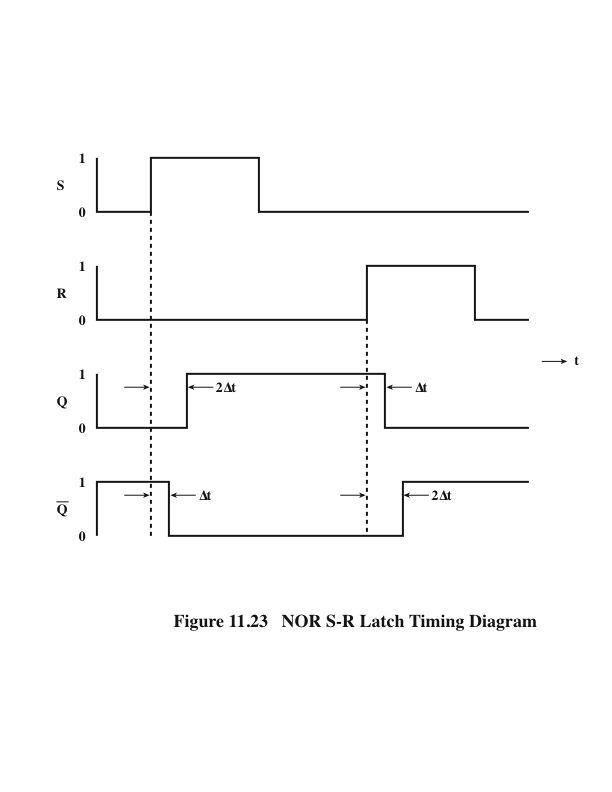 1
S
0
1
R
0
t
1
2Δt
Δt
Q
0
1
Δt
2Δt
Q̅
0
Figure 11.23 NOR S-R Latch Timing Diagram